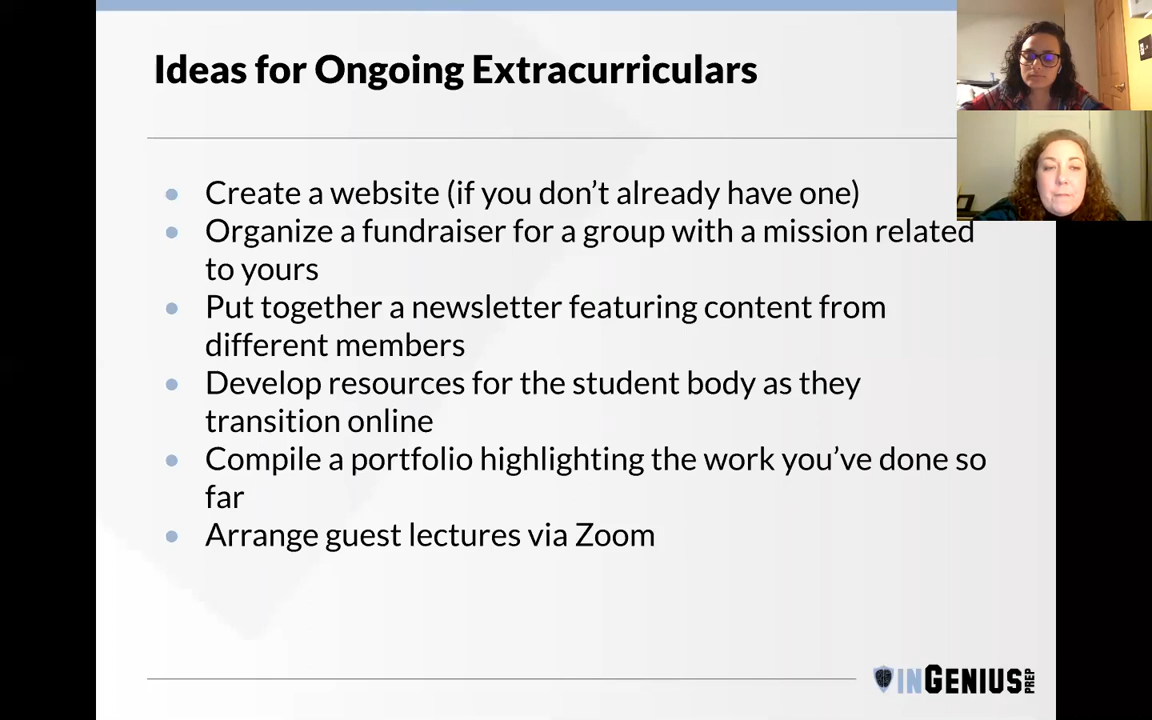 Ideas for Ongoing Extracurriculars
• Create a website (if you don’t already have one)
• Organize a fundraiser for a group with a mission related
to yours
• Put together a newsletter featuring content from
different members
• Develop resources for the student body as they
transition online
• Compile a portfolio highlighting the work you’ve done so
far
• Arrange guest lectures via Zoom
INGENIUS PREP